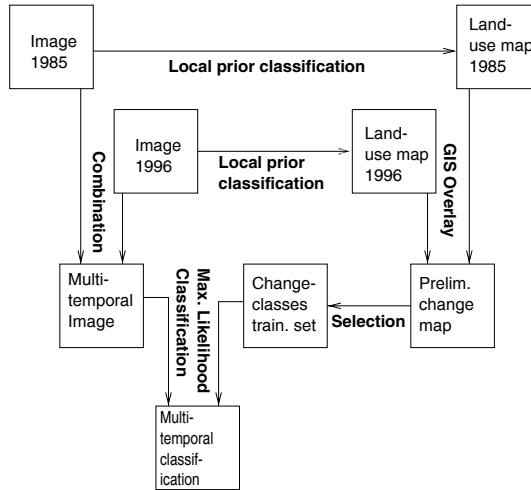 Image
1985
Land-
use map
1985
Local prior classification
Image
1996
Land-
use map
1996
Local prior
classification
Combination
GIS Overlay
Multi-
temporal
Image
Max. Likelihood
Classification
Change-
classes
train. set
Selection
Prelim.
change
map
Multi-
temporal
classif-
ication